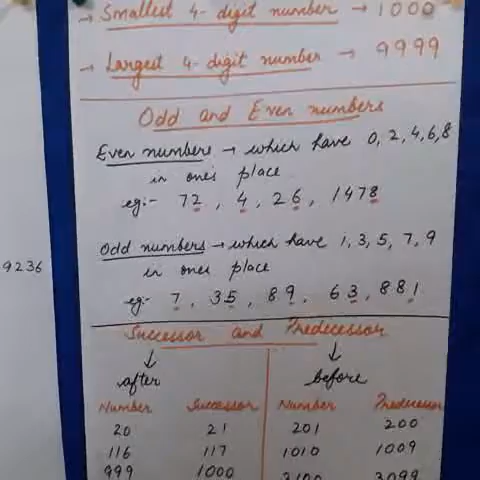 → Smallest 4-digit number → 1000
→ Largest 4-digit number → 9999
Odd and Even numbers
Even numbers → which have 0, 2, 4, 6, 8
in one's place
eg:- 72, 4, 26, 1478
Odd numbers → which have 1, 3, 5, 7, 9
in ones place
eg:- 7, 35, 89, 63, 881
Successor and Predecessor
↓ ↓
after before
Number Successor Number Predecessor
20 21 201 200
116 117 1010 1009
999 1000 3100 3099
9236